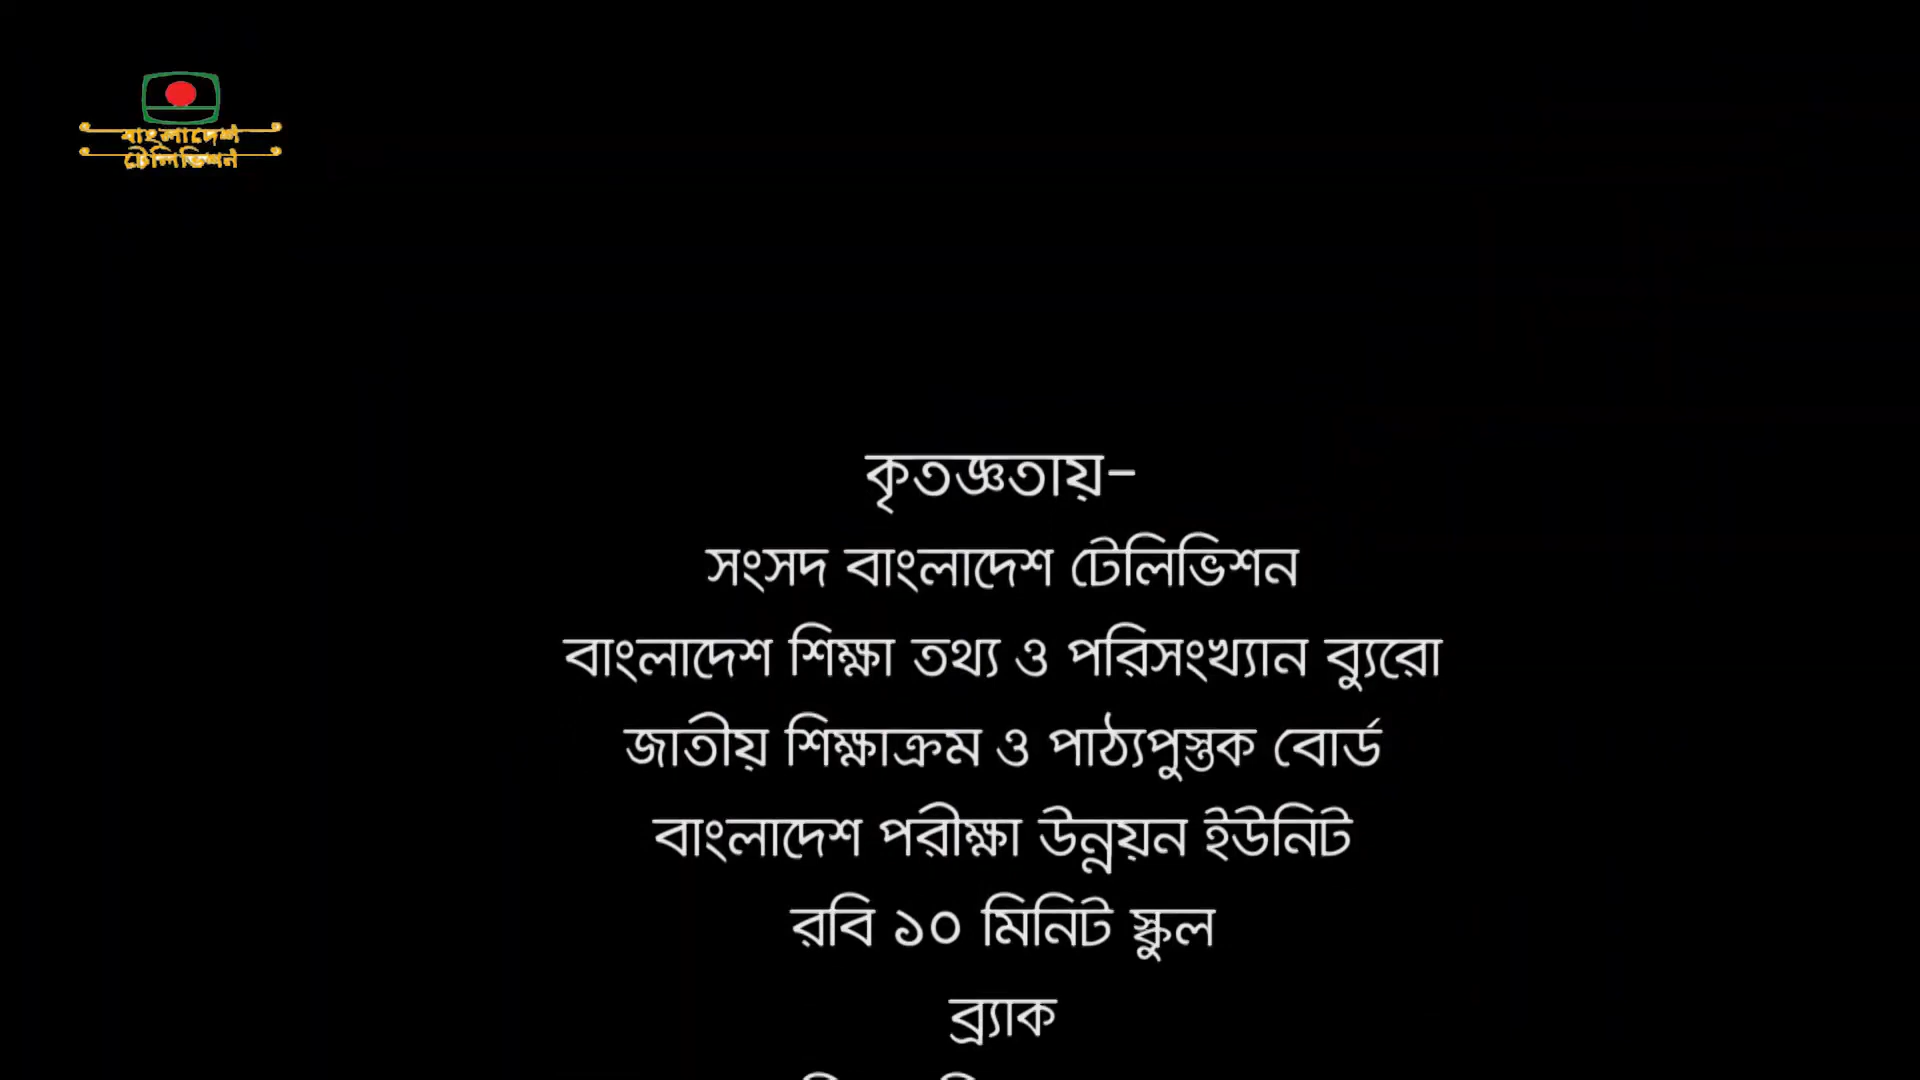 বাংলাদেশ
টেলিভিশন
কৃতজ্ঞতায়–
সংসদ বাংলাদেশ টেলিভিশন
বাংলাদেশ শিক্ষা তথ্য ও পরিসংখ্যান ব্যুরো
জাতীয় শিক্ষাক্রম ও পাঠ্যপুস্তক বোর্ড
বাংলাদেশ পরীক্ষা উন্নয়ন ইউনিট
রবি ১০ মিনিট স্কুল
ব্র্যাক